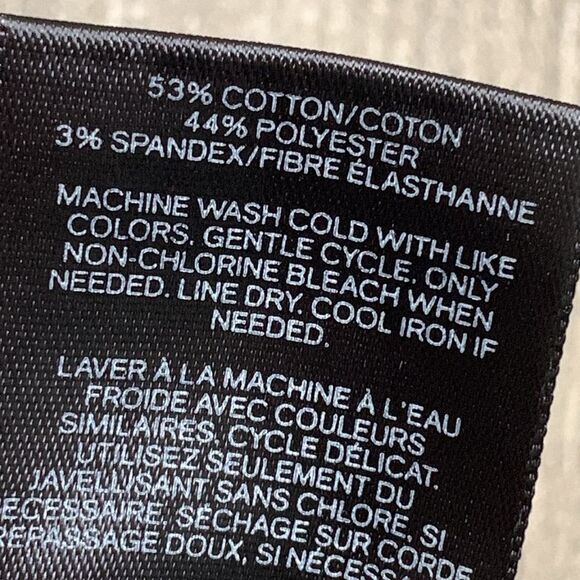 53% COTTON/COTON
44% POLYESTER
3% SPANDEX/FIBRE ÉLASTHANNE
MACHINE WASH COLD WITH LIKE
COLORS. GENTLE CYCLE. ONLY
NON-CHLORINE BLEACH WHEN
NEEDED. LINE DRY. COOL IRON IF
NEEDED.
LAVER À LA MACHINE À L'EAU
FROIDE AVEC COULEURS
SIMILAIRES. CYCLE DÉLICAT.
UTILISEZ SEULEMENT DU
JAVELLISANT SANS CHLORE, SI
ECESSAIRE. SÉCHAGE SUR CORDE
REPASSAGE DOUX, SI NÉCESS